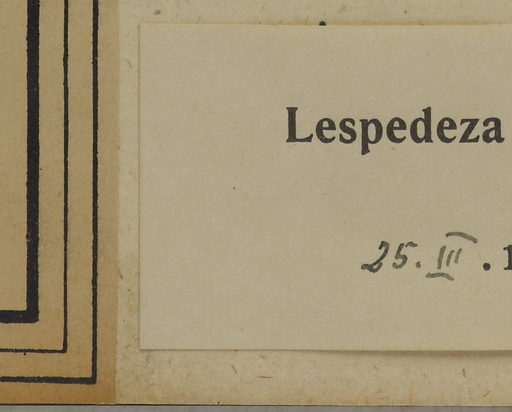 Lespedeza
25. III . 1